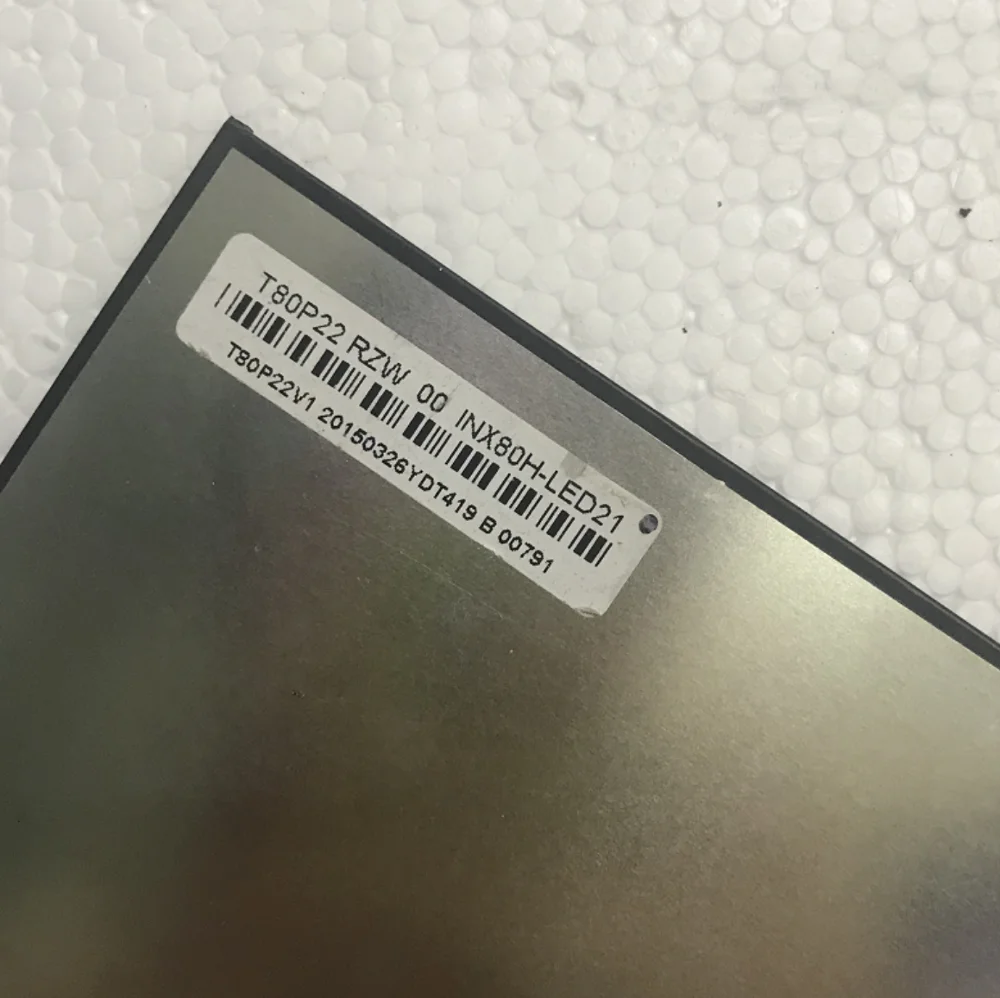 T80P22 RZW 00 INX80H-LED21
T80P22V1 20150326YDT419 B 00791